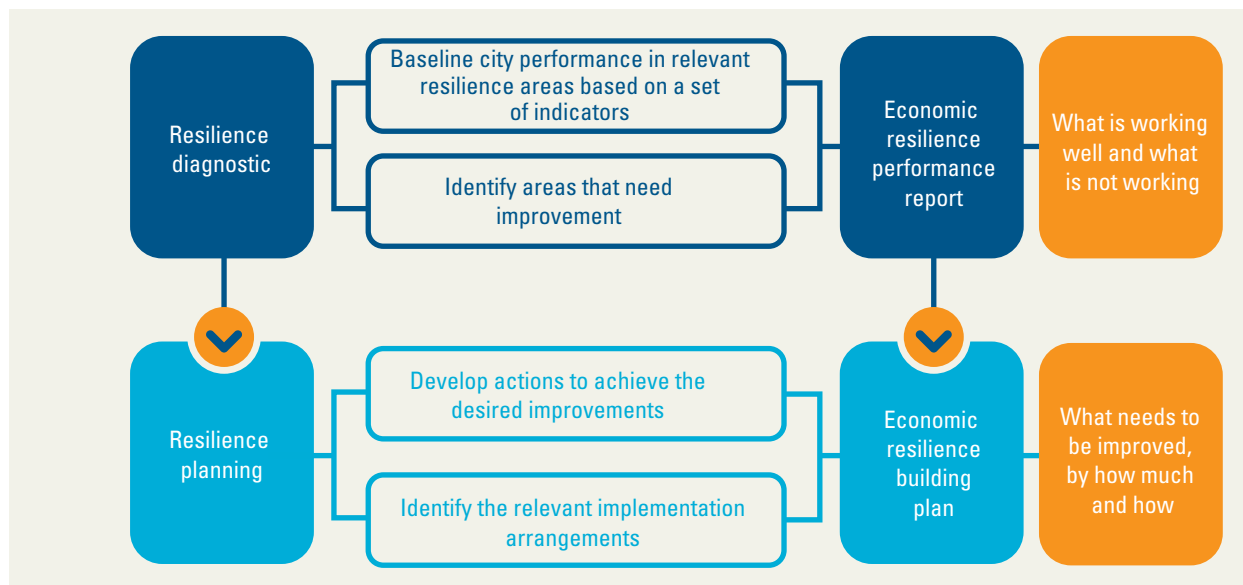 Resilience
diagnostic
Baseline city performance in relevant
resilience areas based on a set
of indicators
Identify areas that need
improvement
Economic
resilience
performance
report
What is working
well and what
is not working
Resilience
planning
Develop actions to achieve the
desired improvements
Identify the relevant implementation
arrangements
Economic
resilience
building
plan
What needs to
be improved,
by how much
and how